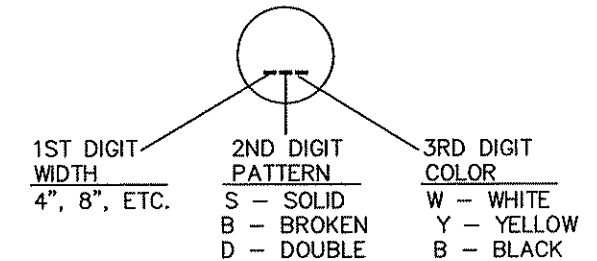 1ST DIGIT
WIDTH
4", 8", ETC.
2ND DIGIT
PATTERN
S – SOLID
B – BROKEN
D – DOUBLE
3RD DIGIT
COLOR
W – WHITE
Y – YELLOW
B – BLACK